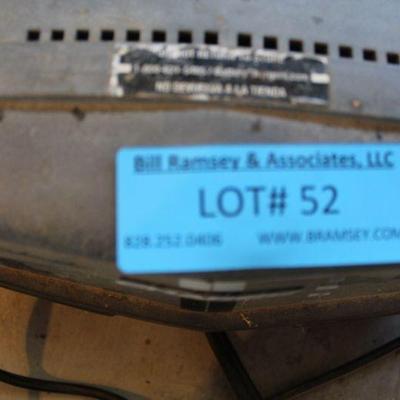 NO DEVUELVA A LA TIENDA
Bill Ramsey & Associates, LLC
LOT# 52
828.252.0406 WWW.BRAMSEY.COM